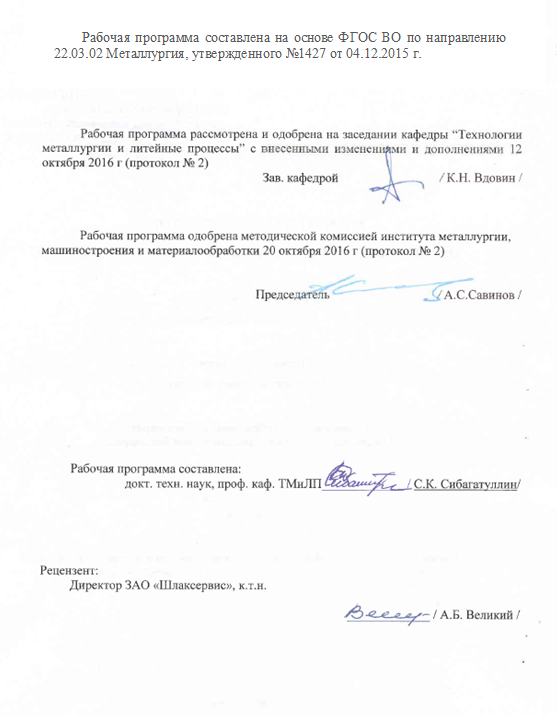 Рабочая программа составлена на основе ФГОС ВО по направлению
22.03.02 Металлургия, утвержденного №1427 от 04.12.2015 г.
Рабочая программа рассмотрена и одобрена на заседании кафедры “Технологии
металлургии и литейные процессы” с внесенными изменениями и дополнениями 12
октября 2016 г (протокол № 2)
Зав. кафедрой / К.Н. Вдовин /
Рабочая программа одобрена методической комиссией института металлургии,
машиностроения и материалообработки 20 октября 2016 г (протокол № 2)
Председатель / А.С.Савинов /
Рабочая программа составлена:
докт. техн. наук, проф. каф. ТМиЛП / С.К. Сибагатуллин/
Рецензент:
Директор ЗАО «Шлаксервис», к.т.н.
/ А.Б. Великий /